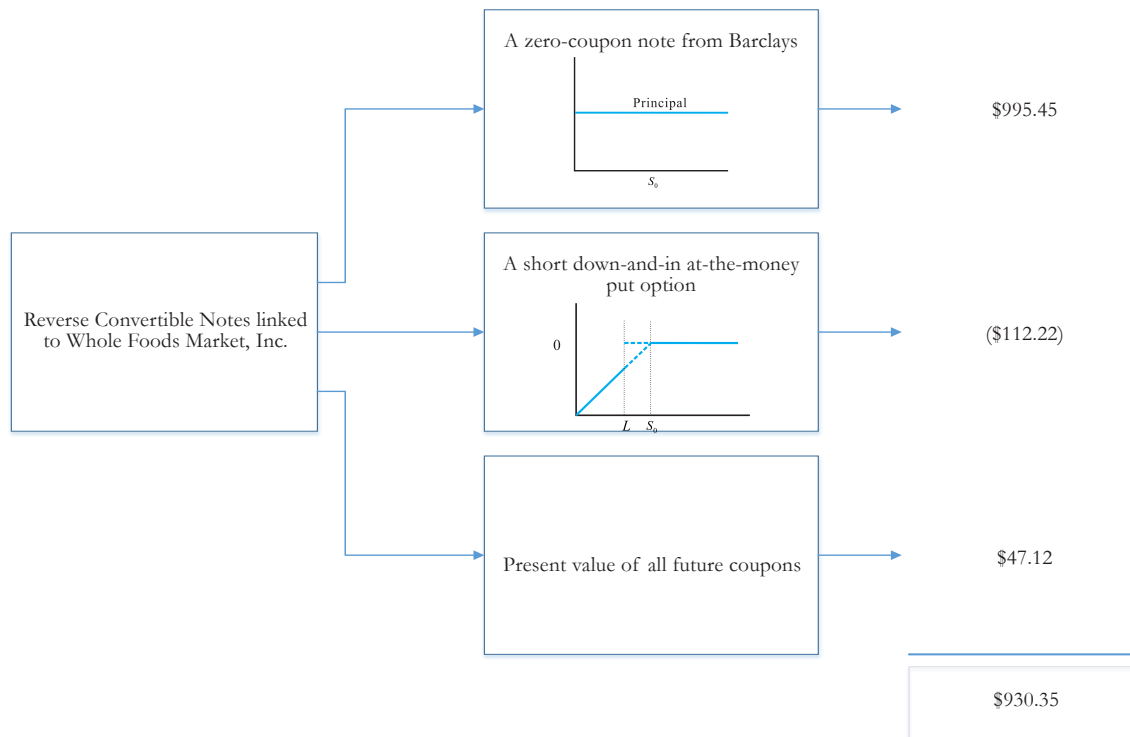 A zero-coupon note from Barclays
Principal
S₀
$995.45
Reverse Convertible Notes linked
to Whole Foods Market, Inc.
A short down-and-in at-the-money
put option
0
L S₀
($112.22)
Present value of all future coupons
$47.12
$930.35